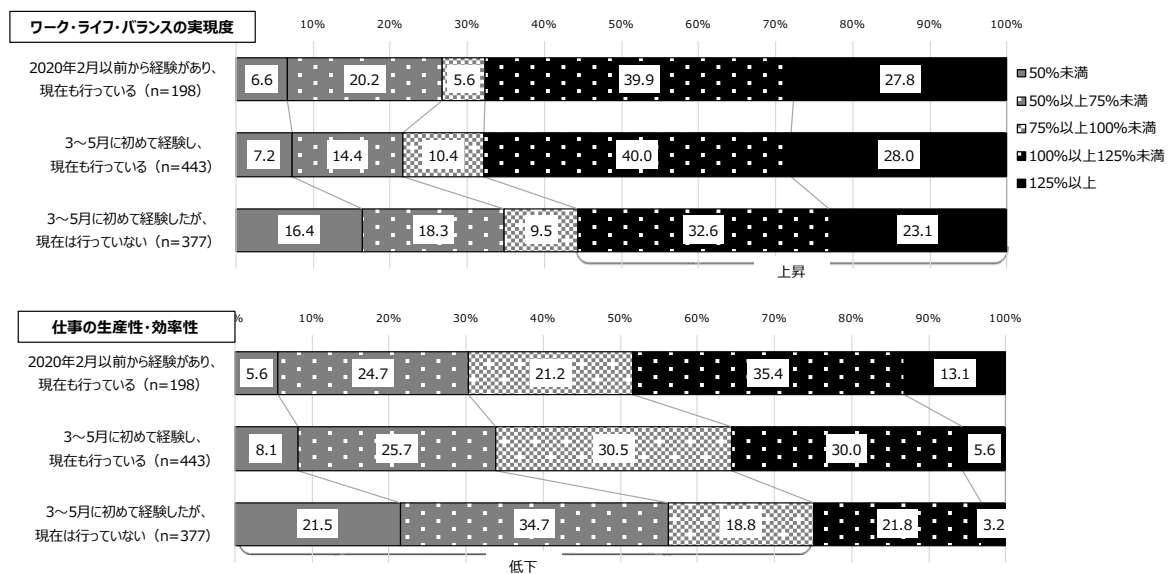 ワーク・ライフ・バランスの実現度
10% 20% 30% 40% 50% 60% 70% 80% 90% 100%
2020年2月以前から経験があり、
現在も行っている（n=198）
6.6 20.2 5.6 39.9 27.8
3～5月に初めて経験し、
現在も行っている（n=443）
7.2 14.4 10.4 40.0 28.0
3～5月に初めて経験したが、
現在は行っていない（n=377）
16.4 18.3 9.5 32.6 23.1
上昇
50%未満
50%以上75%未満
75%以上100%未満
100%以上125%未満
125%以上
仕事の生産性・効率性
% 10% 20% 30% 40% 50% 60% 70% 80% 90% 100%
2020年2月以前から経験があり、
現在も行っている（n=198）
5.6 24.7 21.2 35.4 13.1
3～5月に初めて経験し、
現在も行っている（n=443）
8.1 25.7 30.5 30.0 5.6
3～5月に初めて経験したが、
現在は行っていない（n=377）
21.5 34.7 18.8 21.8 3.2
低下